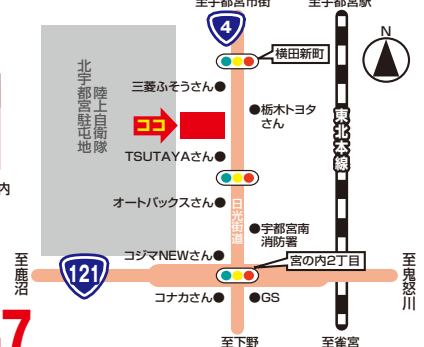 至宇都宮市街
至宇都宮駅
4
N
横田新町
三菱ふそうさん
栃木トヨタ
さん
陸上自衛隊
北宇都宮駐屯地
ココ
東北本線
TSUTAYAさん
内
オートバックスさん
日光街道
宇都宮南
消防署
コジマNEWさん
宮の内2丁目
至鹿沼
121
至鬼怒川
コナカさん
GS
7
至下野
至雀宮